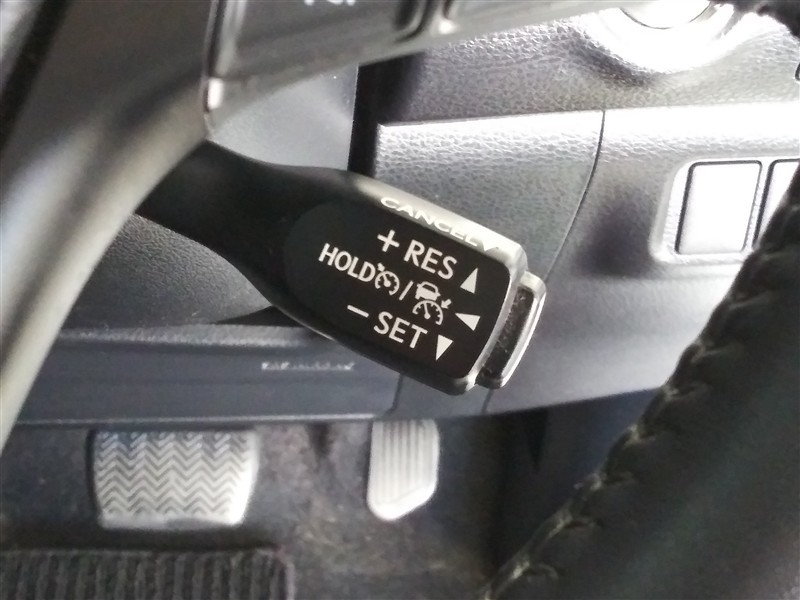 CANCEL
+ RES
HOLD /
- SET